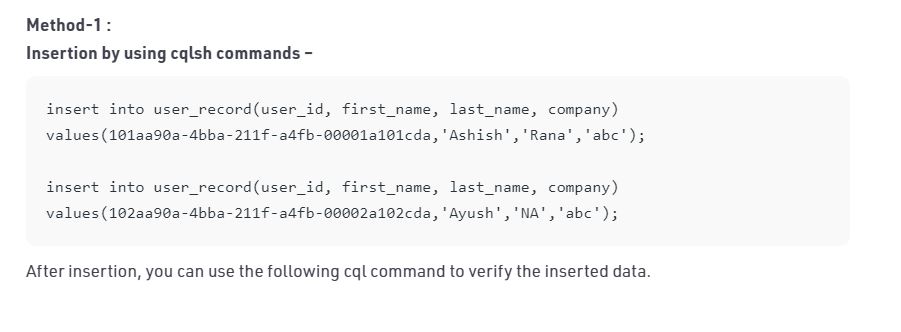 Method-1 :
Insertion by using cqlsh commands –
insert into user_record(user_id, first_name, last_name, company)
values(101aa90a-4bba-211f-a4fb-00001a101cda,'Ashish','Rana','abc');
insert into user_record(user_id, first_name, last_name, company)
values(102aa90a-4bba-211f-a4fb-00002a102cda,'Ayush','NA','abc');
After insertion, you can use the following cql command to verify the inserted data.